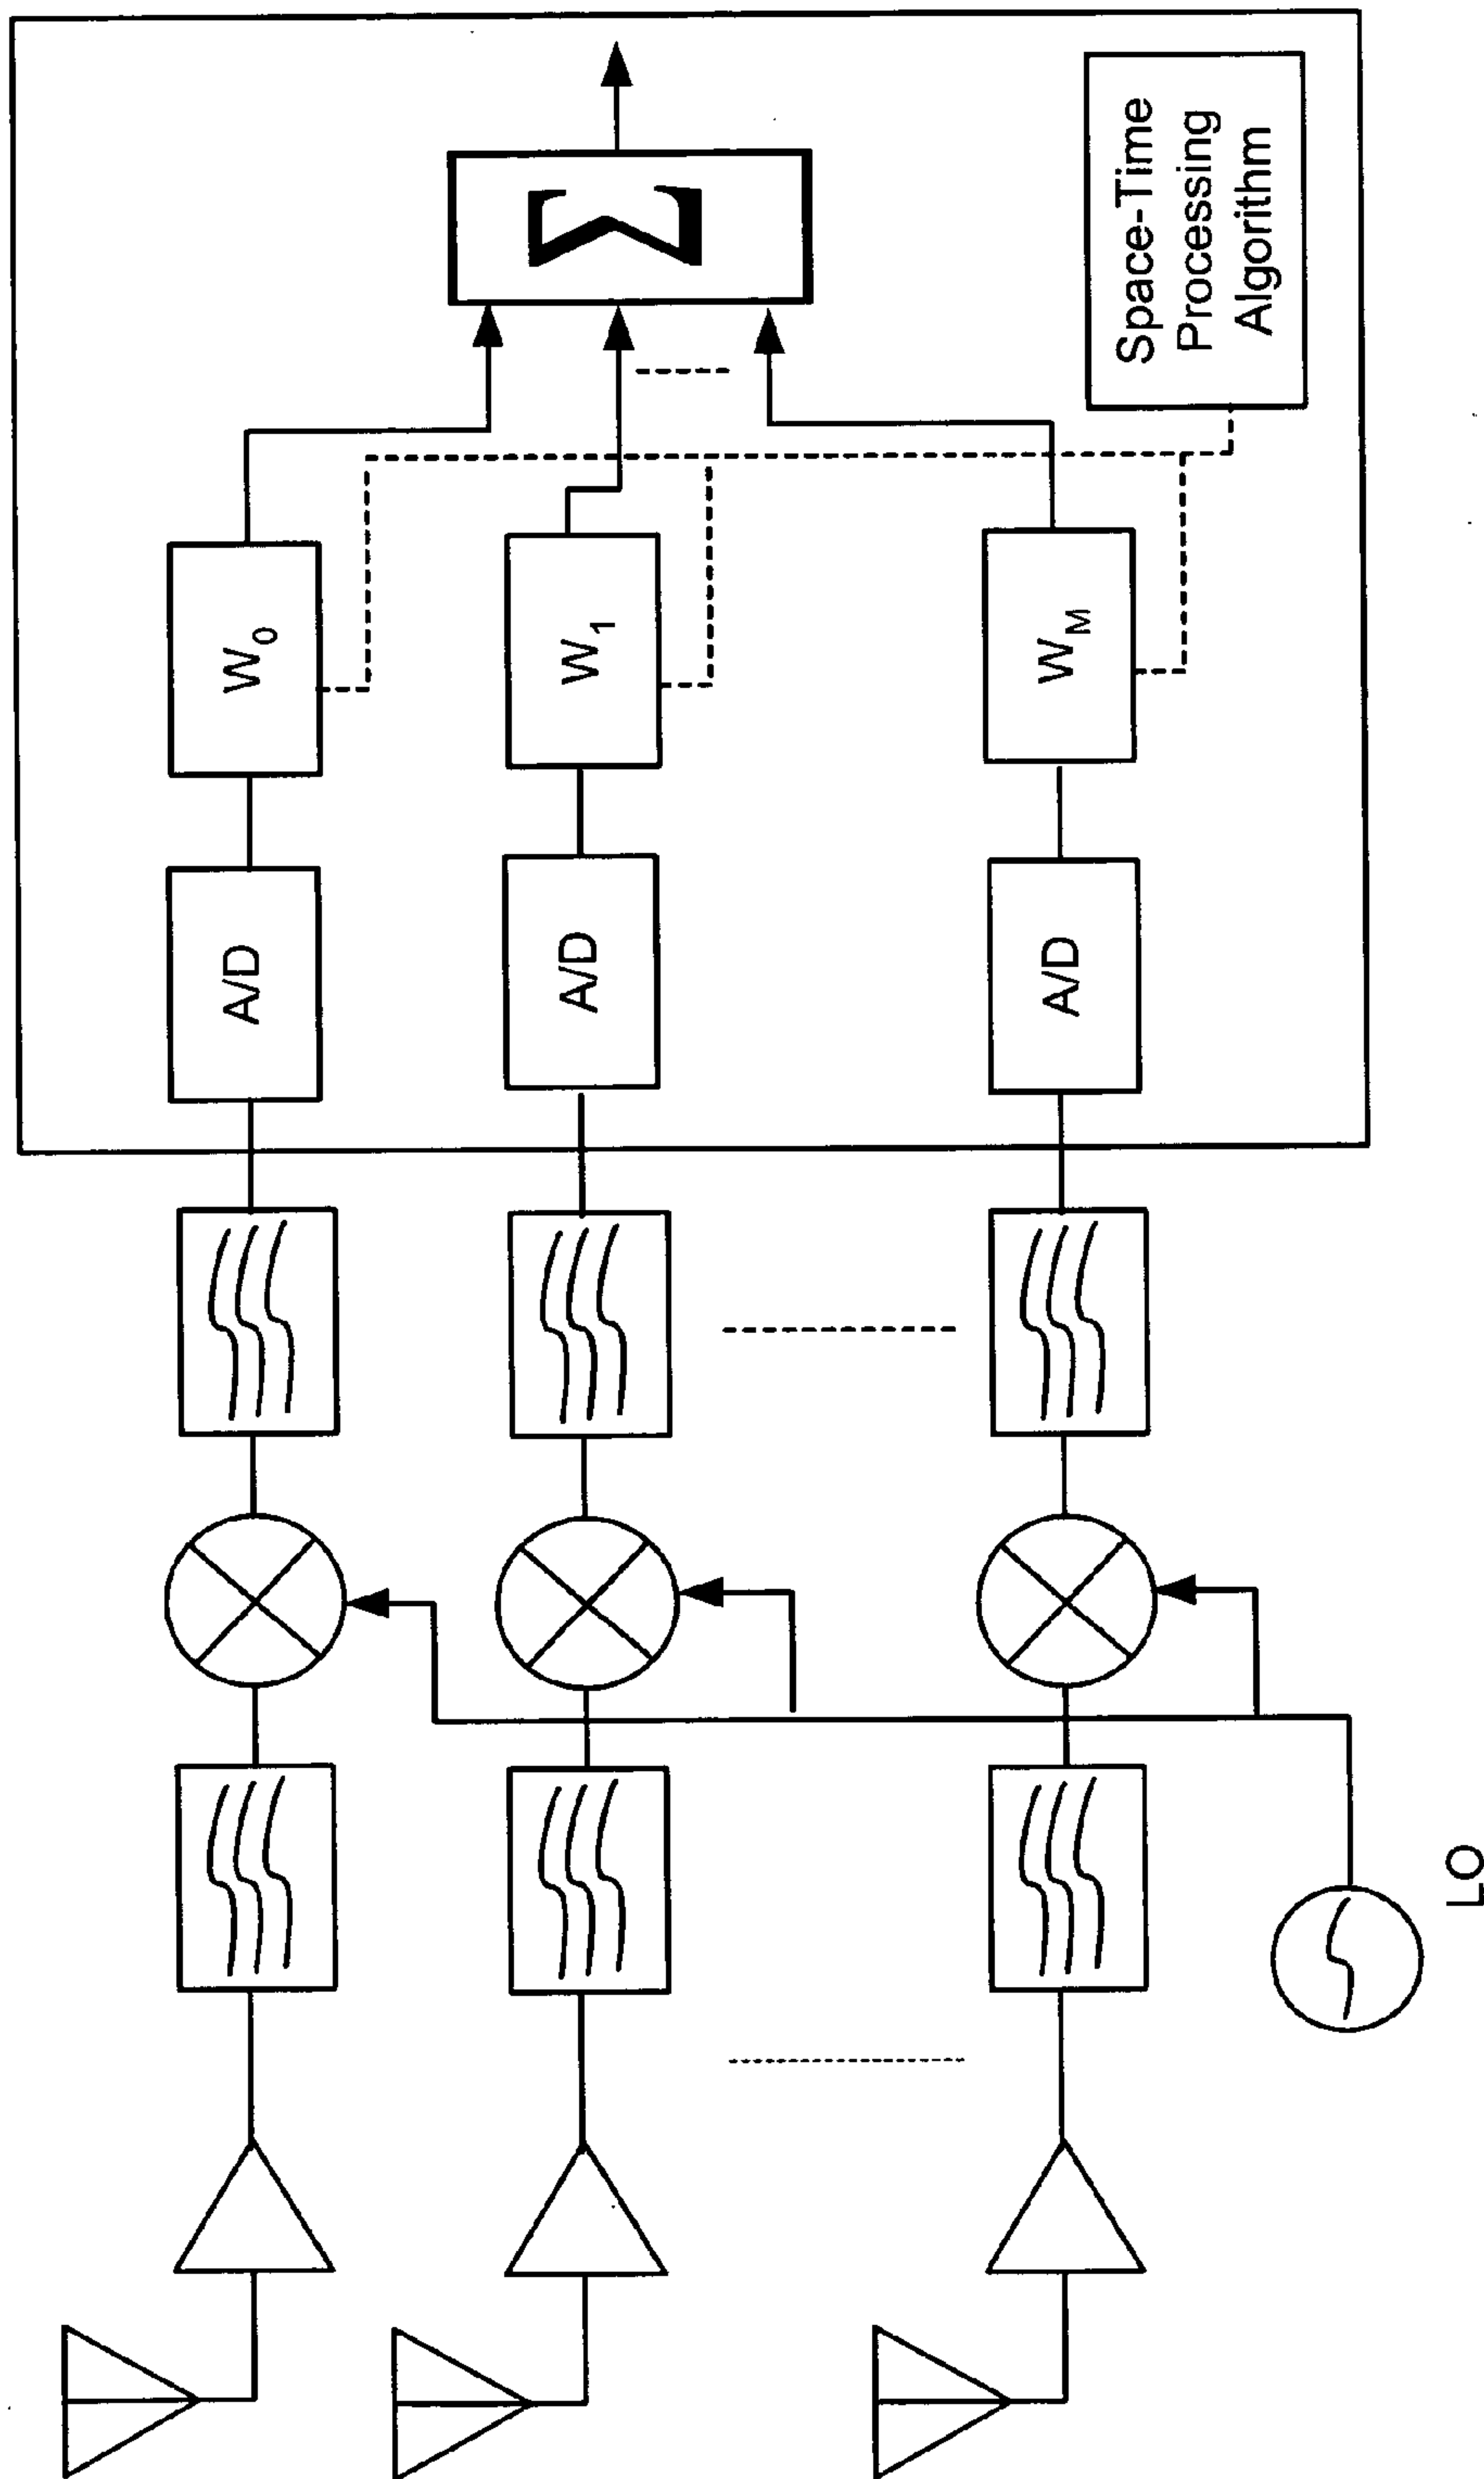 A/D
W0
A/D
W1
A/D
WM
Σ
Space-Time
Processing
Algorithm
LO